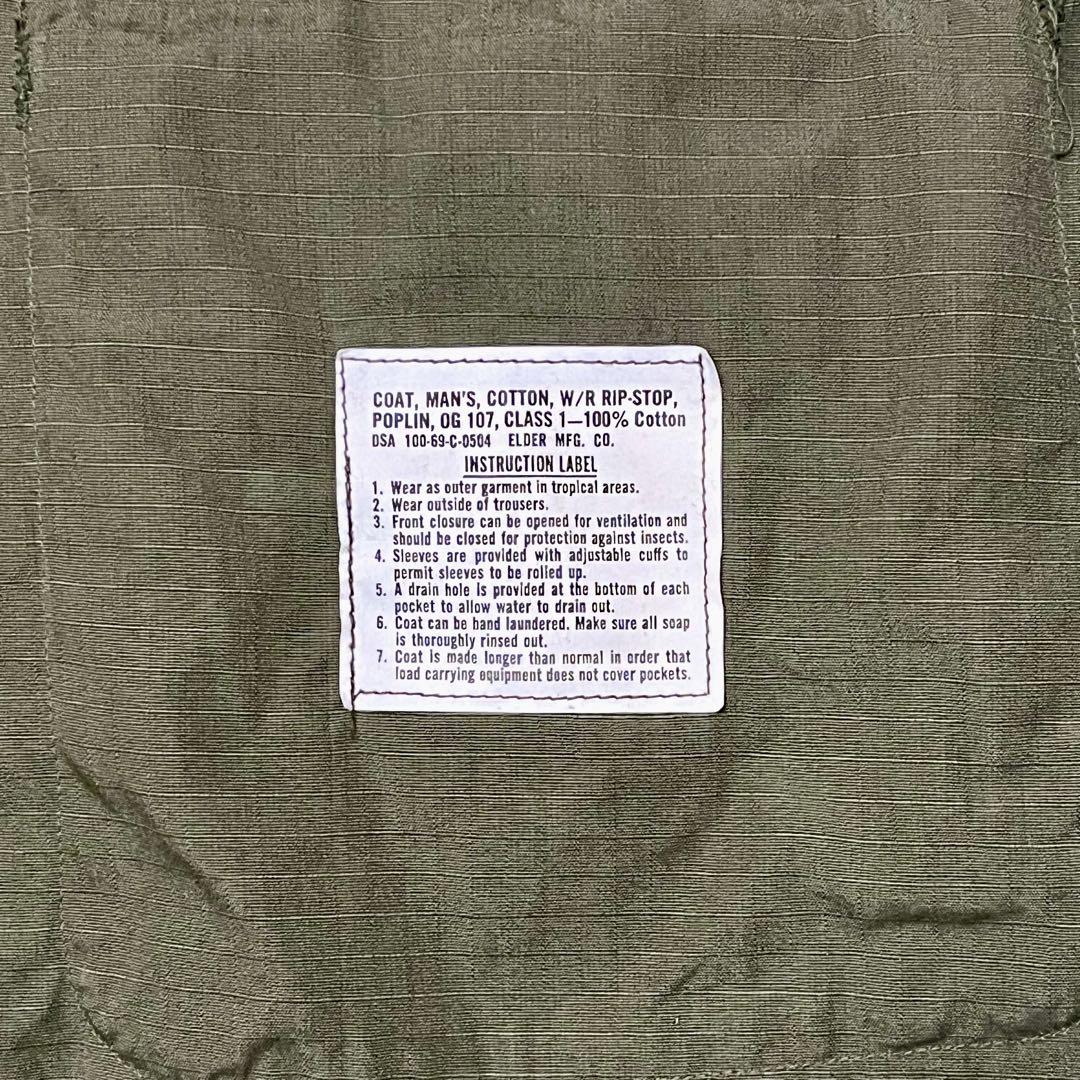 COAT, MAN'S, COTTON, W/R RIP-STOP,
POPLIN, OG 107, CLASS 1—100% Cotton
DSA 100-69-C-0504 ELDER MFG. CO.
INSTRUCTION LABEL
1. Wear as outer garment in tropical areas.
2. Wear outside of trousers.
3. Front closure can be opened for ventilation and
should be closed for protection against insects.
4. Sleeves are provided with adjustable cuffs to
permit sleeves to be rolled up.
5. A drain hole is provided at the bottom of each
pocket to allow water to drain out.
6. Coat can be hand laundered. Make sure all soap
is thoroughly rinsed out.
7. Coat is made longer than normal in order that
load carrying equipment does not cover pockets.